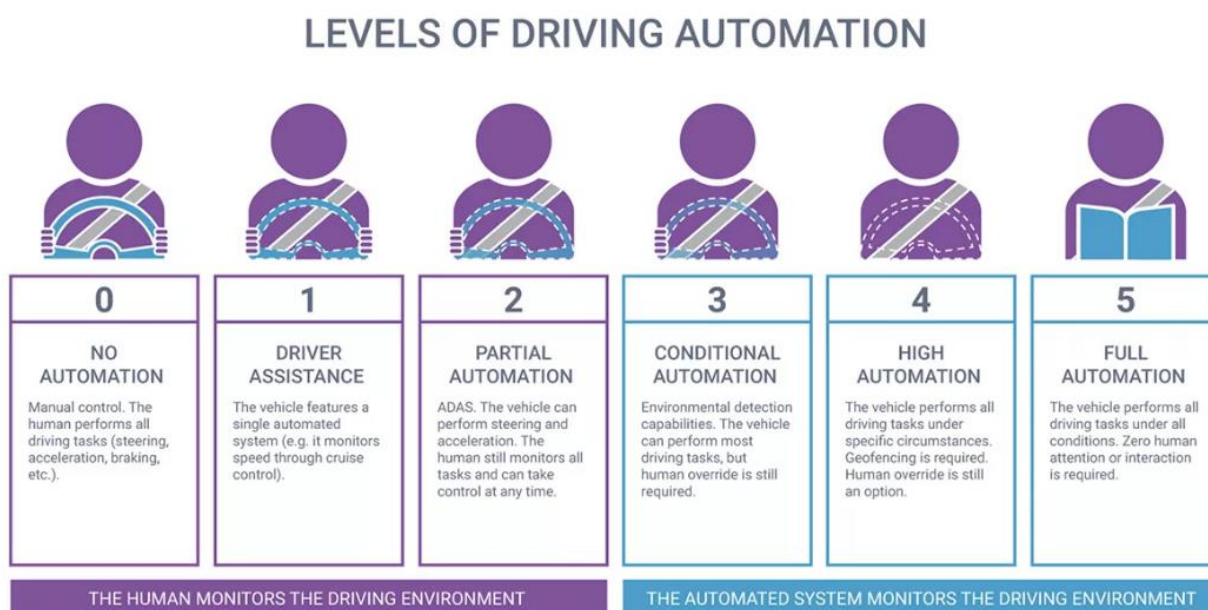 LEVELS OF DRIVING AUTOMATION
0
NO
AUTOMATION
Manual control. The
human performs all
driving tasks (steering,
acceleration, braking,
etc.).
1
DRIVER
ASSISTANCE
The vehicle features a
single automated
system (e.g. it monitors
speed through cruise
control).
2
PARTIAL
AUTOMATION
ADAS. The vehicle can
perform steering and
acceleration. The
human still monitors all
tasks and can take
control at any time.
3
CONDITIONAL
AUTOMATION
Environmental detection
capabilities. The vehicle
can perform most
driving tasks, but
human override is still
required.
4
HIGH
AUTOMATION
The vehicle performs all
driving tasks under
specific circumstances.
Geofencing is required.
Human override is still
an option.
5
FULL
AUTOMATION
The vehicle performs all
driving tasks under all
conditions. Zero human
attention or interaction
is required.
THE HUMAN MONITORS THE DRIVING ENVIRONMENT
THE AUTOMATED SYSTEM MONITORS THE DRIVING ENVIRONMENT